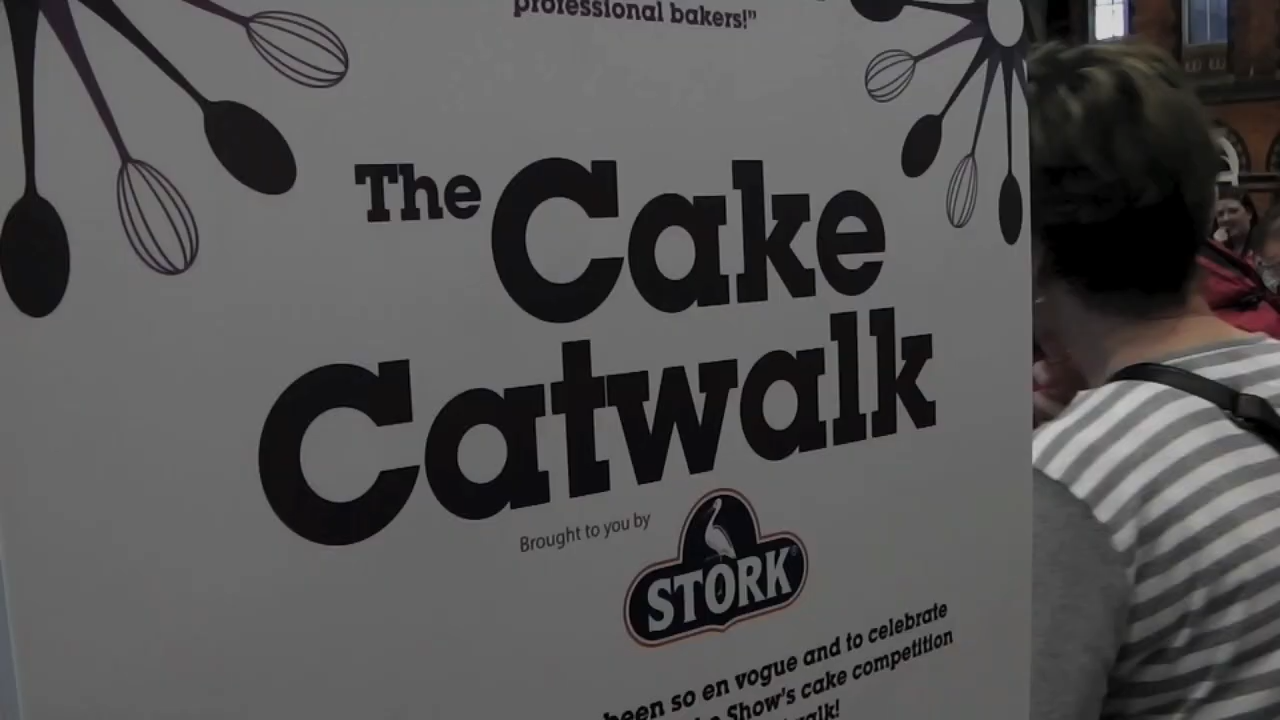 professional bakers!"
The Cake
Catwalk
Brought to you by
STORK
been so en vogue and to celebrate
Show's cake competition